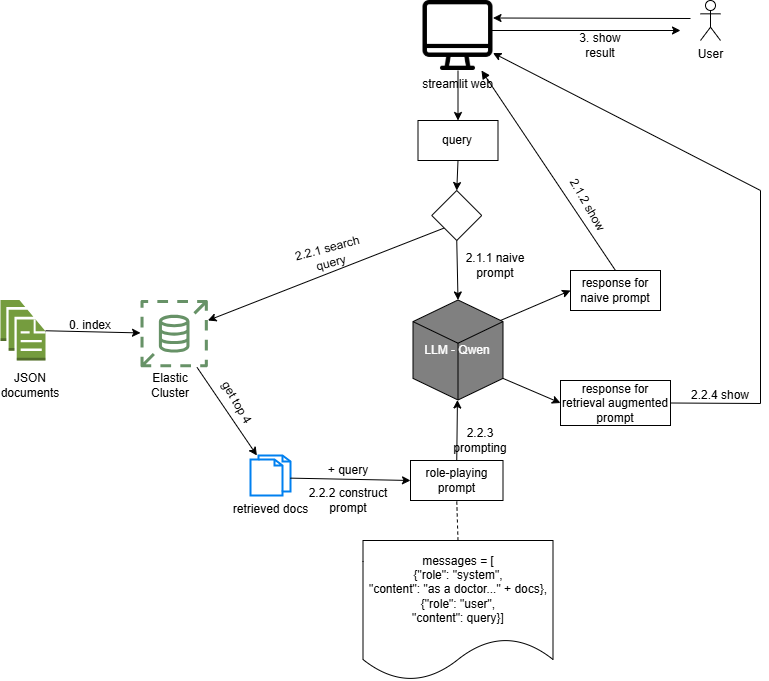 3. show
result
User
streamlit web
query
2.1.2 show
2.2.1 search
query
2.1.1 naive
prompt
response for
naive prompt
0. index
LLM - Qwen
JSON
documents
Elastic
Cluster
get top 4
response for
retrieval augmented
prompt
2.2.4 show
2.2.3
prompting
+ query
2.2.2 construct
prompt
role-playing
prompt
retrieved docs
messages = [
{"role": "system",
"content": "as a doctor..." + docs},
{"role": "user",
"content": query}]